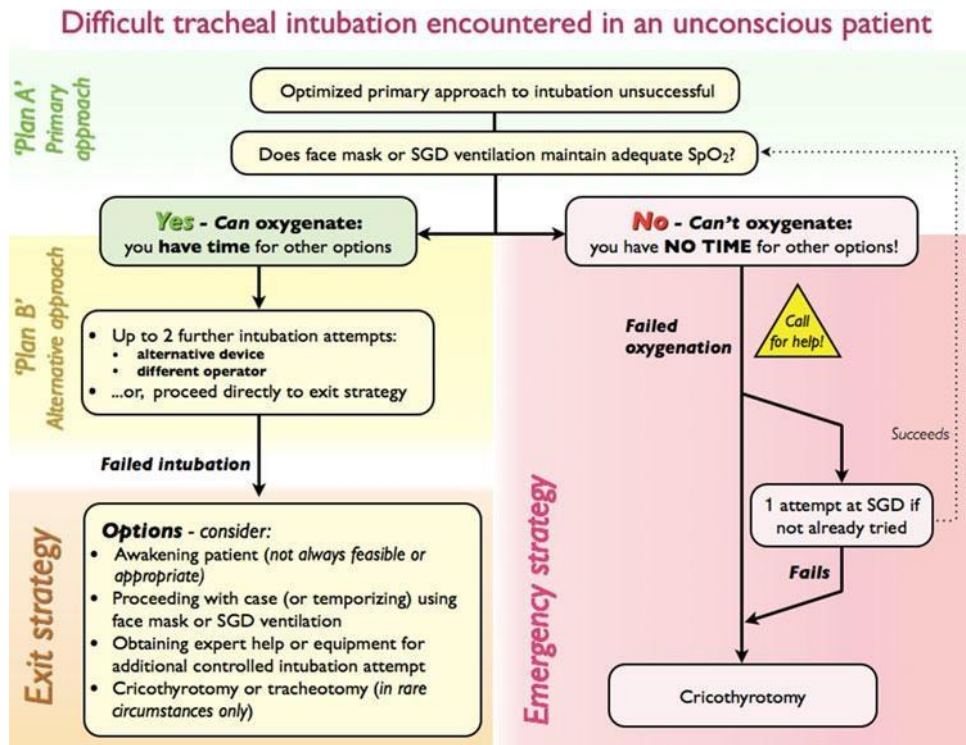 Difficult tracheal intubation encountered in an unconscious patient
'Plan A'
Primary
approach
Optimized primary approach to intubation unsuccessful
Does face mask or SGD ventilation maintain adequate SpO₂?
Yes - Can oxygenate:
you have time for other options
No - Can't oxygenate:
you have NO TIME for other options!
'Plan B'
Alternative approach
• Up to 2 further intubation attempts:
• alternative device
• different operator
• ...or, proceed directly to exit strategy
Failed
oxygenation
Call
for help!
Succeeds
Failed intubation
1 attempt at SGD if
not already tried
Fails
Exit strategy
Options - consider:
• Awakening patient (not always feasible or
appropriate)
• Proceeding with case (or temporizing) using
face mask or SGD ventilation
• Obtaining expert help or equipment for
additional controlled intubation attempt
• Cricothyrotomy or tracheotomy (in rare
circumstances only)
Emergency strategy
Cricothyrotomy